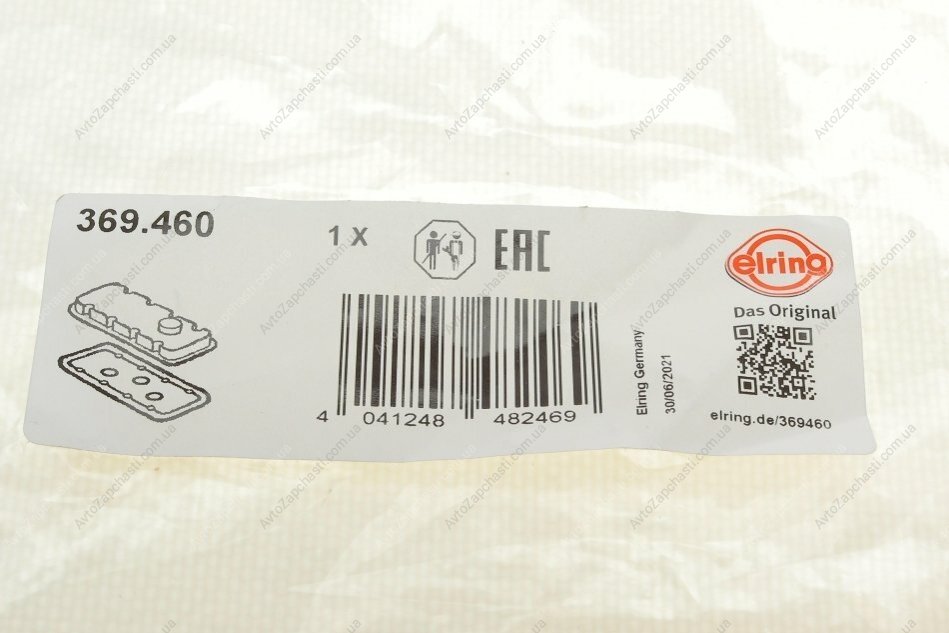 369.460
1 X
EAC
elring
Das Original
4 041248 482469
Elring Germany
30/06/2021
elring.de/369460
AvtoZapchasti.com.ua